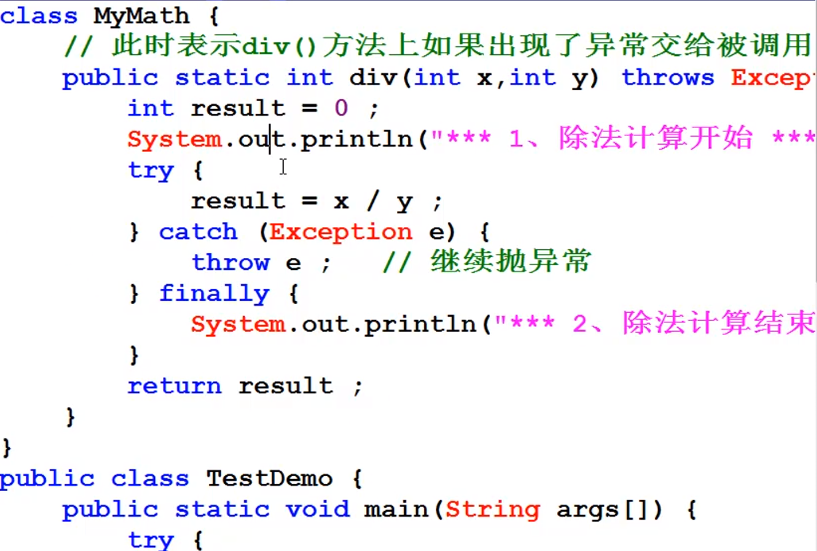 class MyMath {
// 此时表示div()方法上如果出现了异常交给被调用
public static int div(int x,int y) throws Excep
int result = 0 ;
System.out.println("*** 1、除法计算开始 ***
try {
result = x / y ;
} catch (Exception e) {
throw e ;   // 继续抛异常
} finally {
System.out.println("*** 2、除法计算结束
}
return result ;
}
}
public class TestDemo {
public static void main(String args[]) {
try {